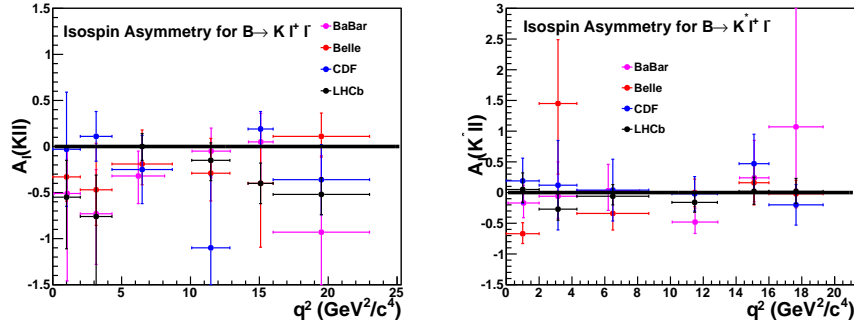 Isospin Asymmetry for B→ K l⁺ l⁻
BaBar
Belle
CDF
LHCb
A_I(Kll)
1.5
1
0.5
0
-0.5
-1
-1.5
0 5 10 15 20 25
q² (GeV²/c⁴)
Isospin Asymmetry for B→ K* l⁺ l⁻
BaBar
Belle
CDF
LHCb
A_I(K*ll)
3
2.5
2
1.5
1
0.5
0
-0.5
-1
-1.5
0 2 4 6 8 10 12 14 16 18 20
q² (GeV²/c⁴)